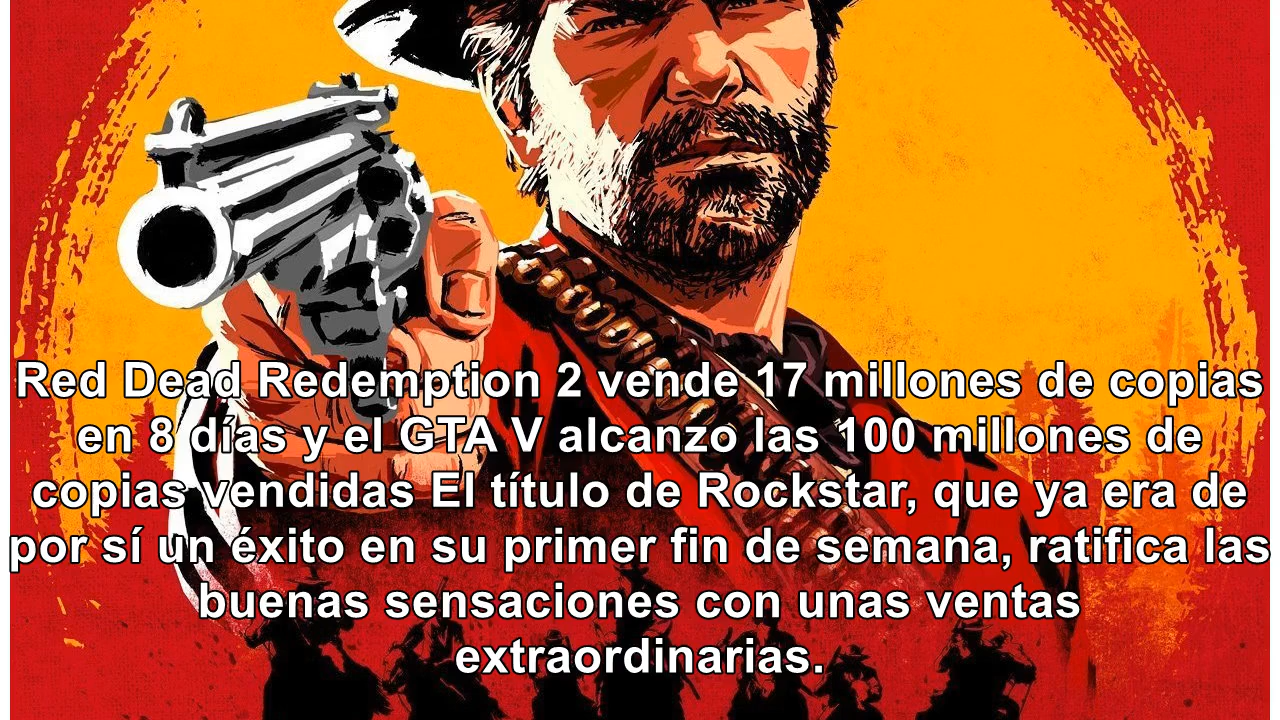 Red Dead Redemption 2 vende 17 millones de copias
en 8 días y el GTA V alcanzo las 100 millones de
copias vendidas El título de Rockstar, que ya era de
por sí un éxito en su primer fin de semana, ratifica las
buenas sensaciones con unas ventas
extraordinarias.